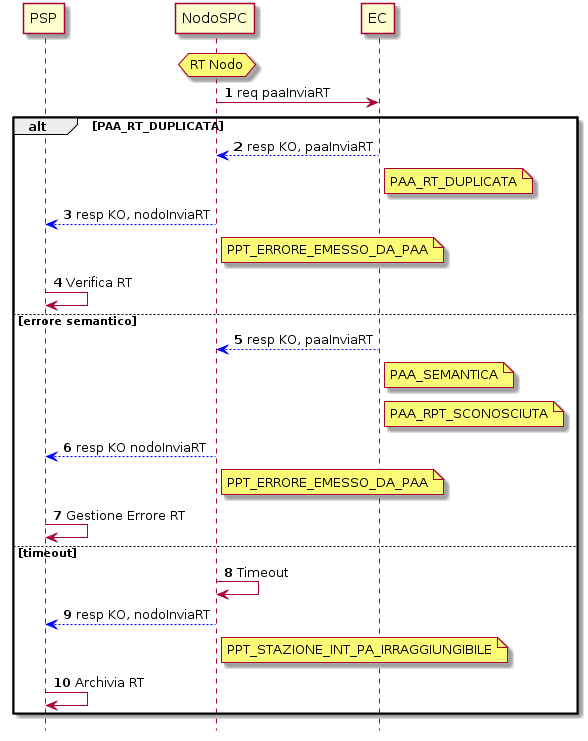 PSP
NodoSPC
EC
RT Nodo
1 req paaInviaRT
alt
[PAA_RT_DUPLICATA]
2 resp KO, paaInviaRT
PAA_RT_DUPLICATA
3 resp KO, nodoInviaRT
PPT_ERRORE_EMESSO_DA_PAA
4 Verifica RT
[errore semantico]
5 resp KO, paaInviaRT
PAA_SEMANTICA
PAA_RPT_SCONOSCIUTA
6 resp KO nodoInviaRT
PPT_ERRORE_EMESSO_DA_PAA
7 Gestione Errore RT
[timeout]
8 Timeout
9 resp KO, nodoInviaRT
PPT_STAZIONE_INT_PA_IRRAGGIUNGIBILE
10 Archivia RT